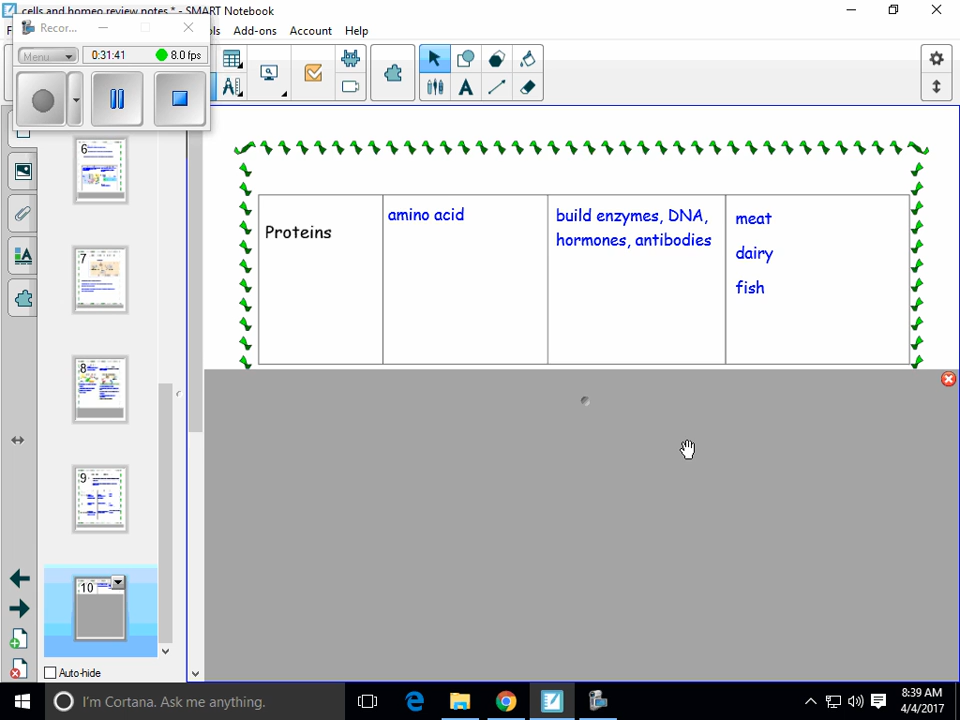 cells and homeo review notes * - SMART Notebook
Recor...
Add-ons
Account
Help
Menu
0:31:41
8.0 fps
6
7
8
9
10
Proteins
amino acid
build enzymes, DNA,
hormones, antibodies
meat
dairy
fish
Auto-hide
I'm Cortana. Ask me anything.
8:39 AM
4/4/2017